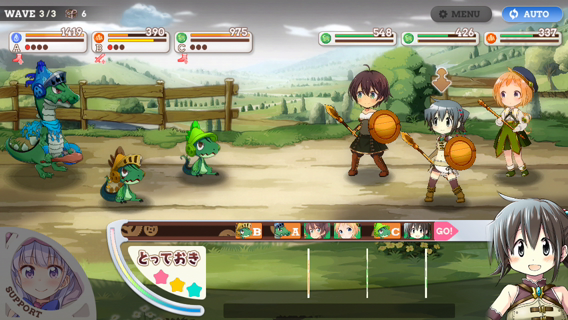 WAVE 3/3 6
MENU
AUTO
1419
390
975
548
426
337
A
B
C
B A C GO!
とっておき
SUPPORT